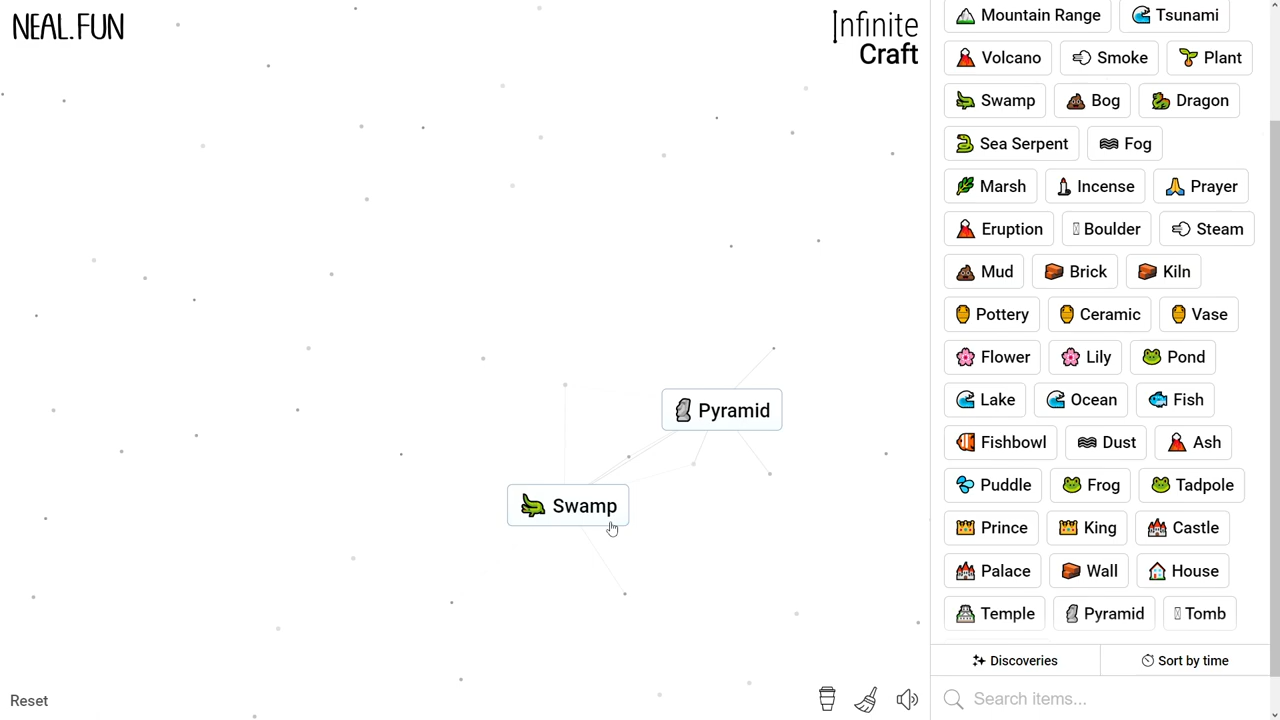 NEAL.FUN
Infinite
Craft
Pyramid
Swamp
Reset
Mountain Range Tsunami
Volcano Smoke Plant
Swamp Bog Dragon
Sea Serpent Fog
Marsh Incense Prayer
Eruption Boulder Steam
Mud Brick Kiln
Pottery Ceramic Vase
Flower Lily Pond
Lake Ocean Fish
Fishbowl Dust Ash
Puddle Frog Tadpole
Prince King Castle
Palace Wall House
Temple Pyramid Tomb
Discoveries Sort by time
Search items...